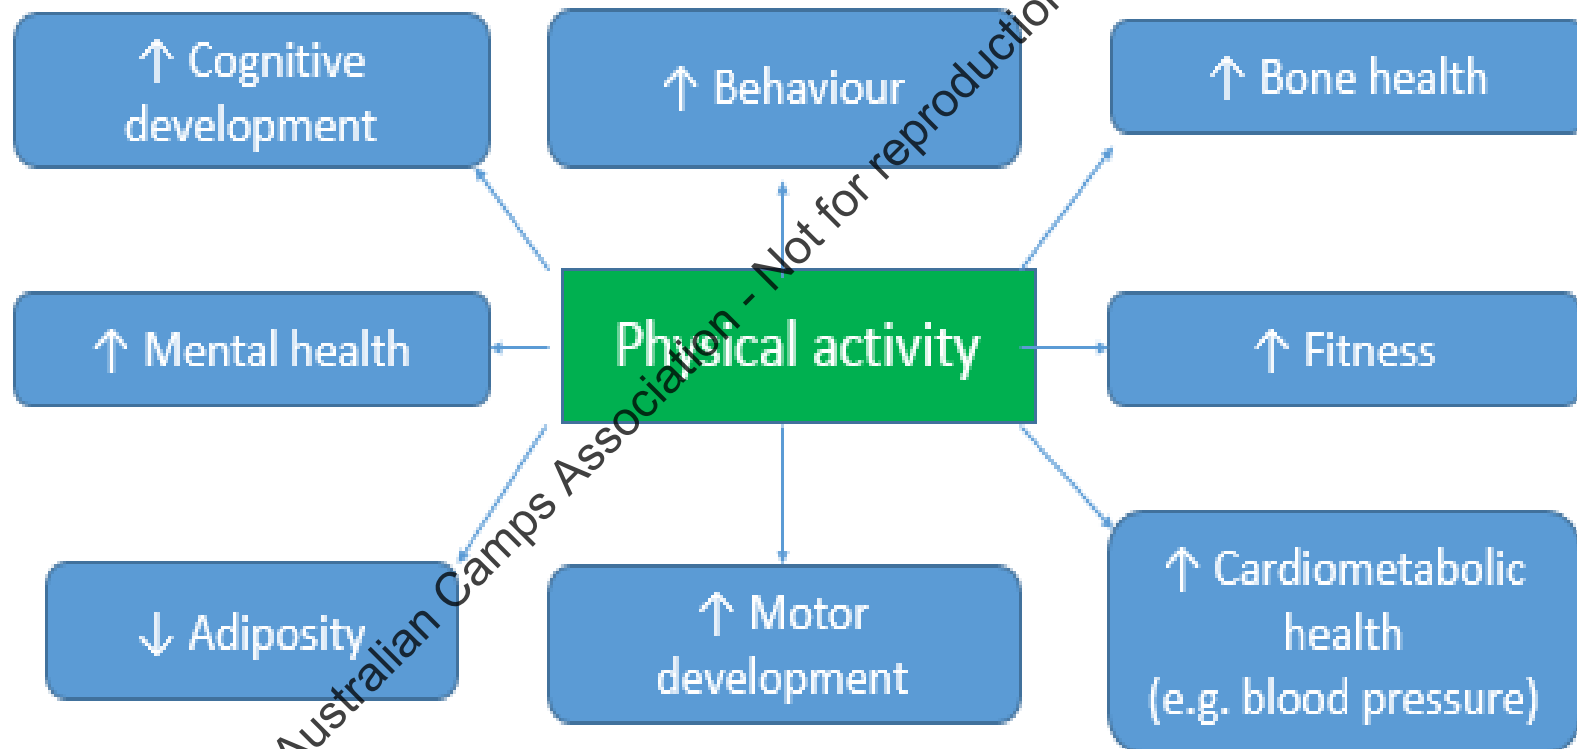 ↑ Cognitive
development
↑ Behaviour
↑ Bone health
↑ Mental health
Physical activity
↑ Fitness
↓ Adiposity
↑ Motor
development
↑ Cardiometabolic
health
(e.g. blood pressure)
Australian Camps Association - Not for reproduction